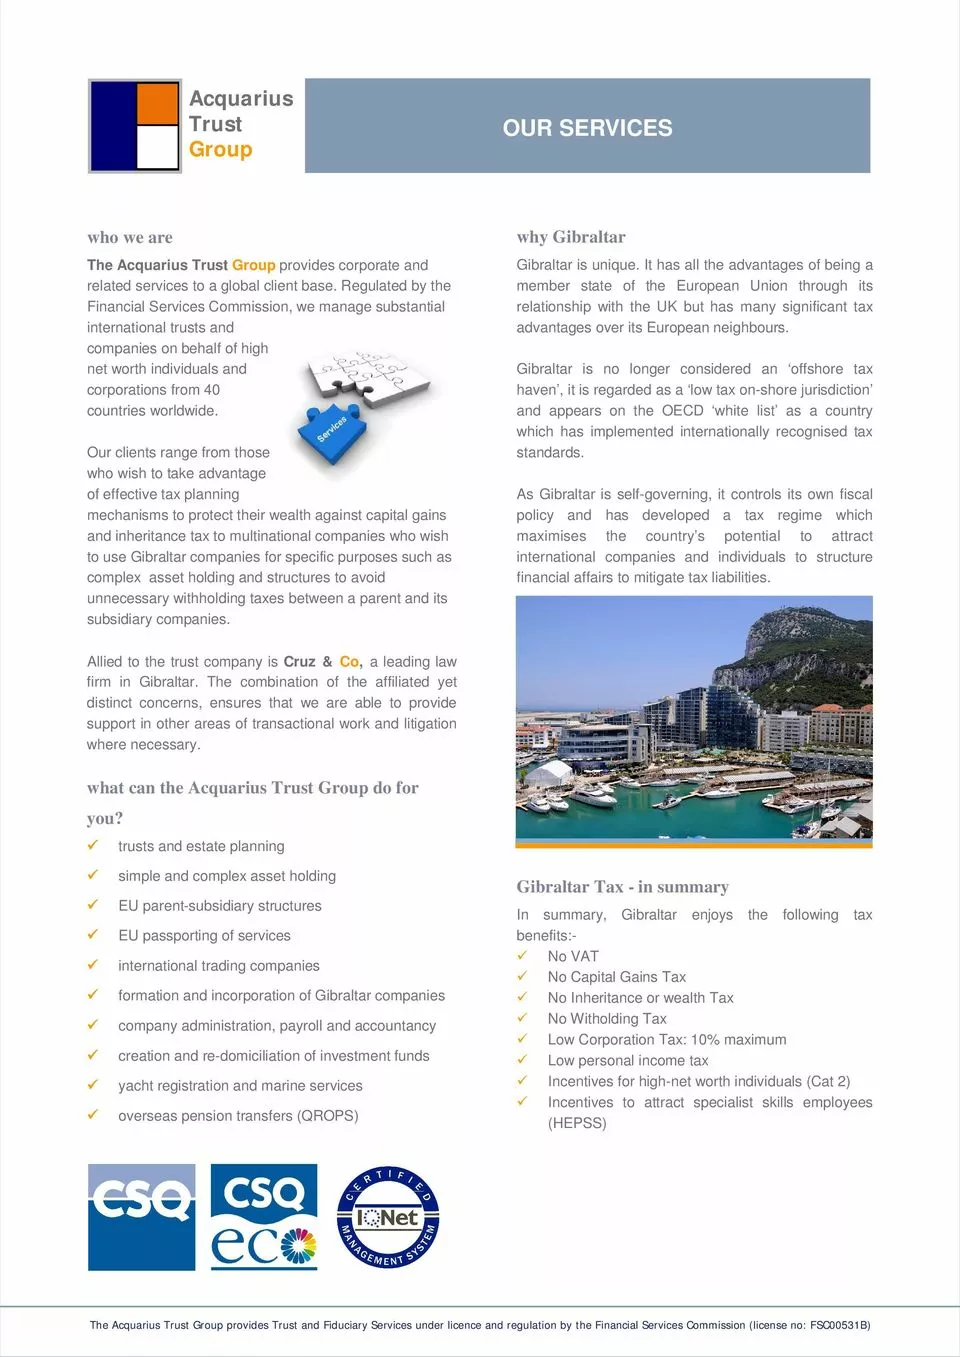 Acquarius
Trust
Group
OUR SERVICES
who we are
The Acquarius Trust Group provides corporate and
related services to a global client base. Regulated by the
Financial Services Commission, we manage substantial
international trusts and
companies on behalf of high
net worth individuals and
corporations from 40
countries worldwide.
Services
Our clients range from those
who wish to take advantage
of effective tax planning
mechanisms to protect their wealth against capital gains
and inheritance tax to multinational companies who wish
to use Gibraltar companies for specific purposes such as
complex asset holding and structures to avoid
unnecessary withholding taxes between a parent and its
subsidiary companies.
Allied to the trust company is Cruz & Co, a leading law
firm in Gibraltar. The combination of the affiliated yet
distinct concerns, ensures that we are able to provide
support in other areas of transactional work and litigation
where necessary.
what can the Acquarius Trust Group do for
you?
✓ trusts and estate planning
✓ simple and complex asset holding
✓ EU parent-subsidiary structures
✓ EU passporting of services
✓ international trading companies
✓ formation and incorporation of Gibraltar companies
✓ company administration, payroll and accountancy
✓ creation and re-domiciliation of investment funds
✓ yacht registration and marine services
✓ overseas pension transfers (QROPS)
why Gibraltar
Gibraltar is unique. It has all the advantages of being a
member state of the European Union through its
relationship with the UK but has many significant tax
advantages over its European neighbours.
Gibraltar is no longer considered an ‘offshore tax
haven’, it is regarded as a ‘low tax on-shore jurisdiction’
and appears on the OECD ‘white list’ as a country
which has implemented internationally recognised tax
standards.
As Gibraltar is self-governing, it controls its own fiscal
policy and has developed a tax regime which
maximises the country’s potential to attract
international companies and individuals to structure
financial affairs to mitigate tax liabilities.
Gibraltar Tax - in summary
In summary, Gibraltar enjoys the following tax
benefits:-
✓ No VAT
✓ No Capital Gains Tax
✓ No Inheritance or wealth Tax
✓ No Witholding Tax
✓ Low Corporation Tax: 10% maximum
✓ Low personal income tax
✓ Incentives for high-net worth individuals (Cat 2)
✓ Incentives to attract specialist skills employees
(HEPSS)
CSQ
CSQ
eco
CERTIFIED
IQNet
MANAGEMENT SYSTEM
The Acquarius Trust Group provides Trust and Fiduciary Services under licence and regulation by the Financial Services Commission (license no: FSC00531B)